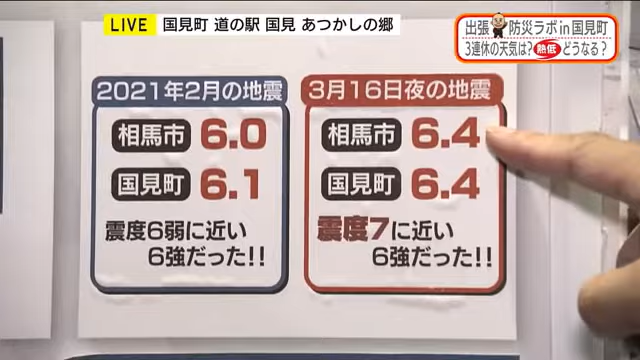 LIVE 国見町 道の駅 国見 あつかしの郷
出張 防災ラボin国見町
3連休の天気は? 熱低 どうなる?
2021年2月の地震
相馬市 6.0
国見町 6.1
震度6弱に近い
6強だった!!
3月16日夜の地震
相馬市 6.4
国見町 6.4
震度7に近い
6強だった!!